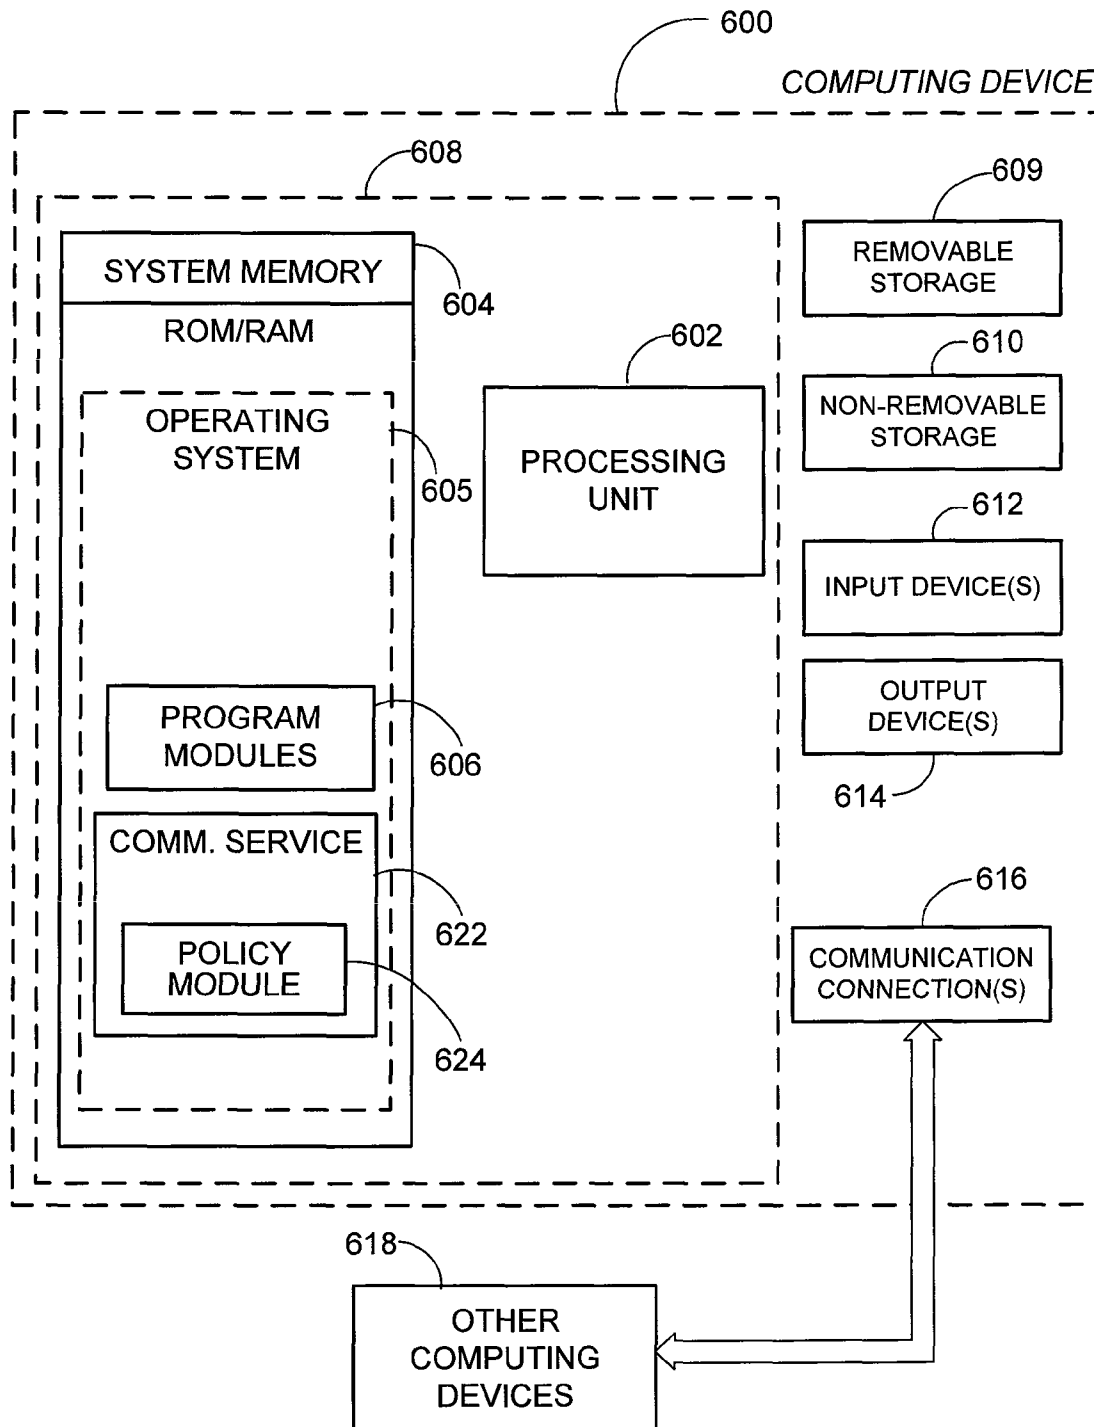 600
COMPUTING DEVICE
608
609
SYSTEM MEMORY
604
ROM/RAM
REMOVABLE
STORAGE
602
610
OPERATING
SYSTEM
605
NON-REMOVABLE
STORAGE
PROCESSING
UNIT
612
INPUT DEVICE(S)
PROGRAM
MODULES
606
OUTPUT
DEVICE(S)
614
COMM. SERVICE
622
616
POLICY
MODULE
624
COMMUNICATION
CONNECTION(S)
618
OTHER
COMPUTING
DEVICES